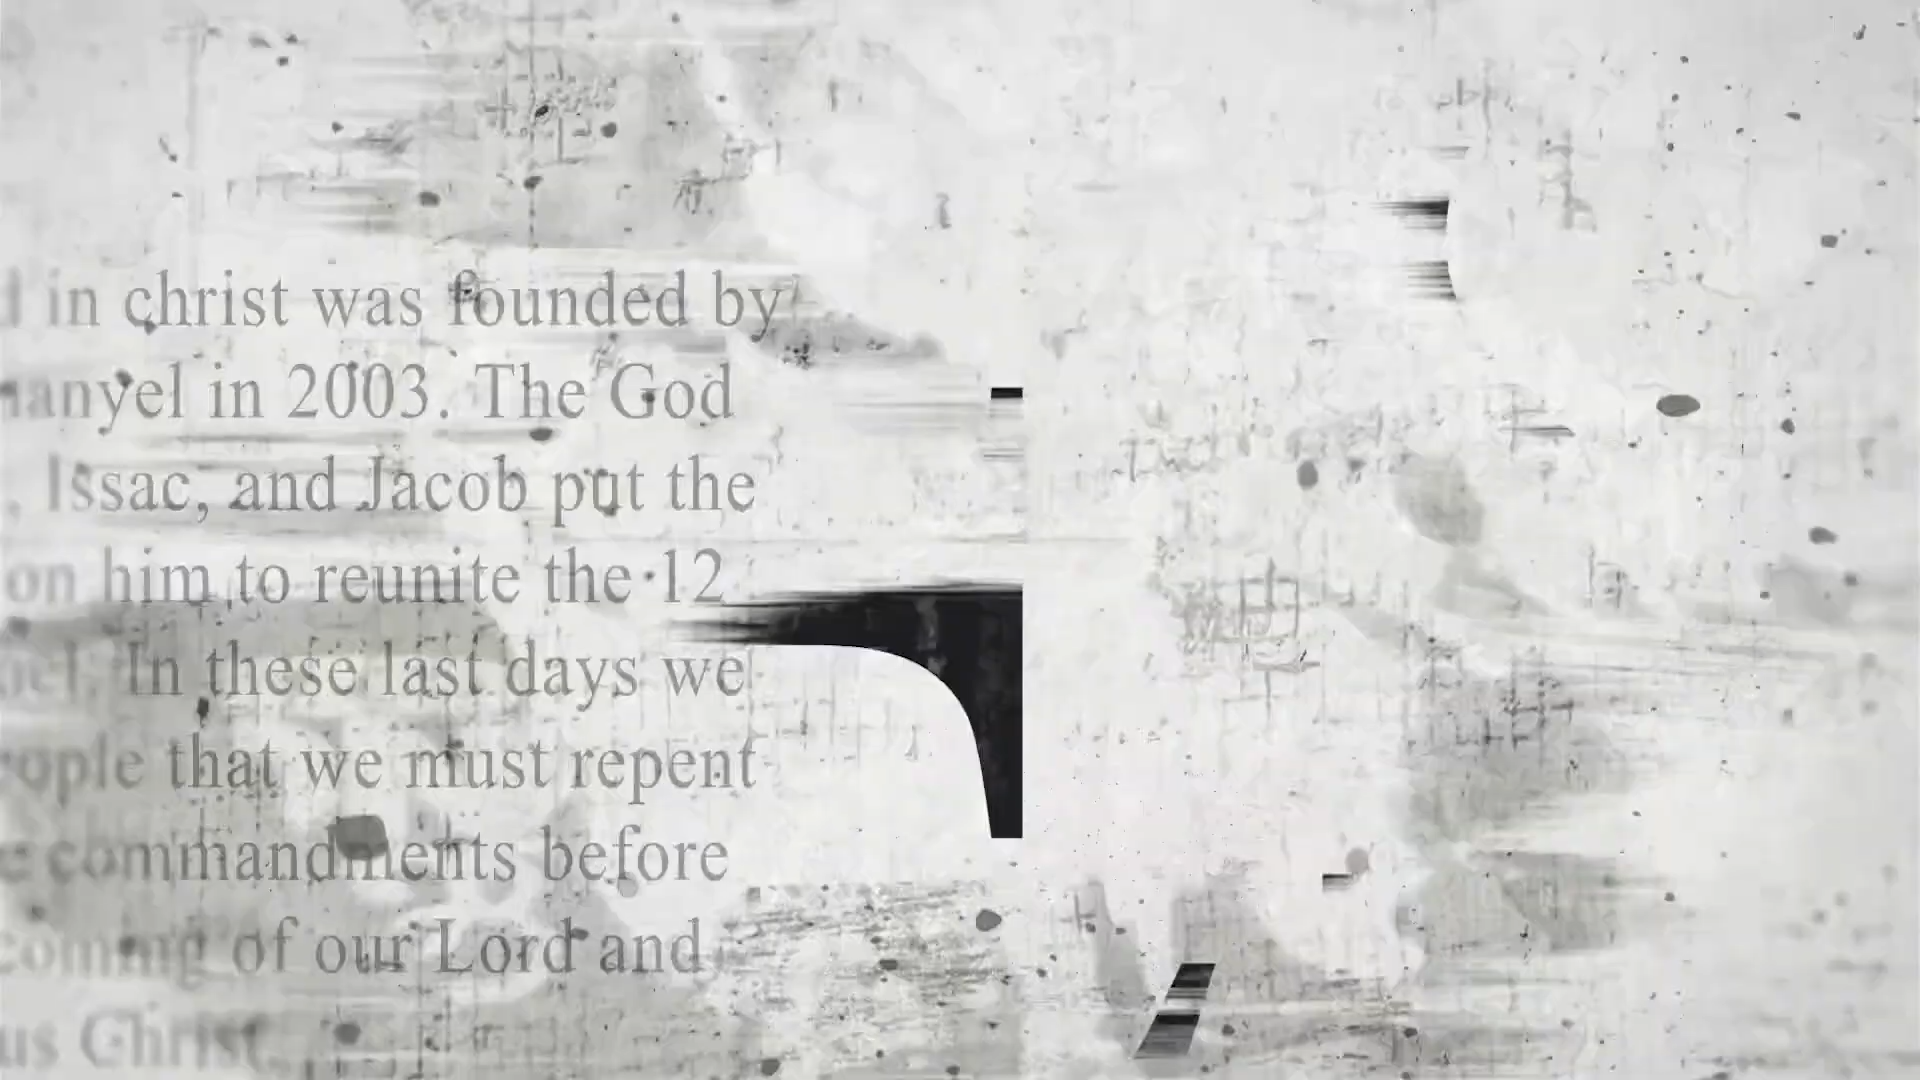 in christ was founded by
anyel in 2003. The God
, Issac, and Jacob put the
on him to reunite the 12
In these last days we
ople that we must repent
commandments before
coming of our Lord and
us Christ.